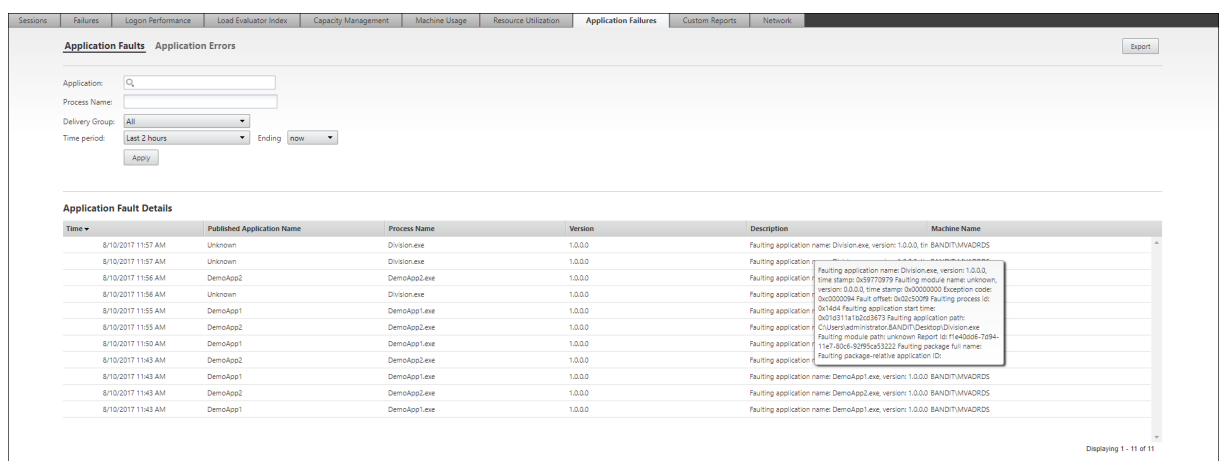 Sessions Failures Logon Performance Load Evaluator Index Capacity Management Machine Usage Resource Utilization Application Failures Custom Reports Network
Application Faults Application Errors Export
Application:
Process Name:
Delivery Group: All
Time period: Last 2 hours Ending now
Apply
Application Fault Details
Time Published Application Name Process Name Version Description Machine Name
8/10/2017 11:57 AM Unknown Division.exe 1.0.0.0 Faulting application name: Division.exe, version: 1.0.0.0, tin BANDIT\MVADRDS
8/10/2017 11:57 AM Unknown Division.exe 1.0.0.0 Faulting application
8/10/2017 11:56 AM DemoApp2 DemoApp2.exe 1.0.0.0 Faulting application
8/10/2017 11:56 AM Unknown Division.exe 1.0.0.0 Faulting application
8/10/2017 11:55 AM DemoApp1 DemoApp1.exe 1.0.0.0 Faulting application
8/10/2017 11:55 AM DemoApp2 DemoApp2.exe 1.0.0.0 Faulting application
8/10/2017 11:50 AM DemoApp1 DemoApp1.exe 1.0.0.0 Faulting application
8/10/2017 11:43 AM DemoApp2 DemoApp2.exe 1.0.0.0 Faulting application
8/10/2017 11:43 AM DemoApp1 DemoApp1.exe 1.0.0.0 Faulting application name: DemoApp1.exe, version: 1.0.0.0 BANDIT\MVADRDS
8/10/2017 11:43 AM DemoApp2 DemoApp2.exe 1.0.0.0 Faulting application name: DemoApp2.exe, version: 1.0.0.0 BANDIT\MVADRDS
8/10/2017 11:43 AM DemoApp1 DemoApp1.exe 1.0.0.0 Faulting application name: DemoApp1.exe, version: 1.0.0.0 BANDIT\MVADRDS
Faulting application name: Division.exe, version: 1.0.0.0,
time stamp: 0x59770979 Faulting module name: unknown,
version: 0.0.0.0, time stamp: 0x00000000 Exception code:
0xc0000094 Fault offset: 0x02c500f9 Faulting process id:
0x14d4 Faulting application start time:
0x01d311a1b2cd3673 Faulting application path:
C:\Users\administrator.BANDIT\Desktop\Division.exe
Faulting module path: unknown Report Id: f1e40dd6-7d94-
11e7-80c6-92f95ca53222 Faulting package full name:
Faulting package-relative application ID:
Displaying 1 - 11 of 11